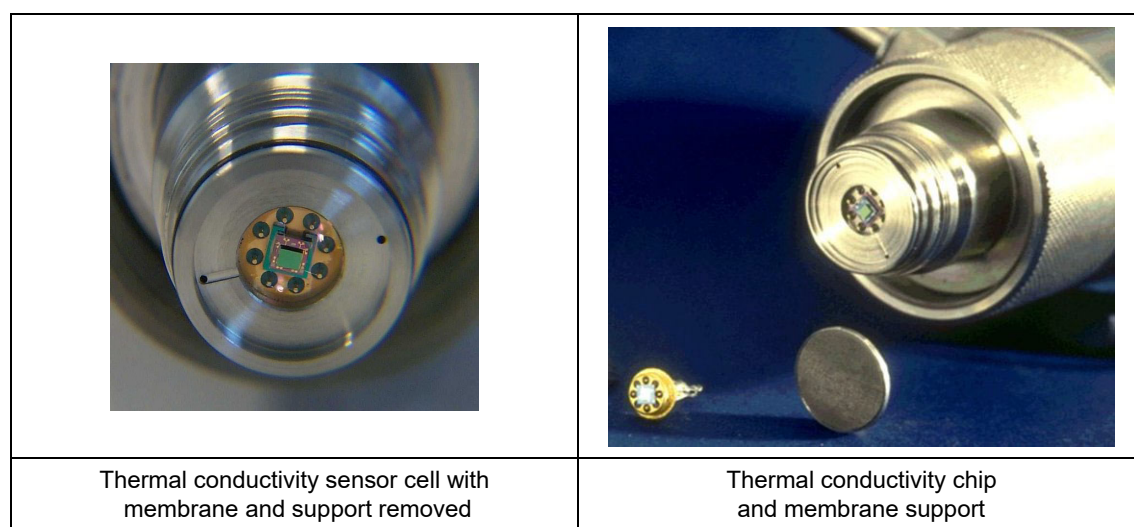 Thermal conductivity sensor cell with
membrane and support removed
Thermal conductivity chip
and membrane support